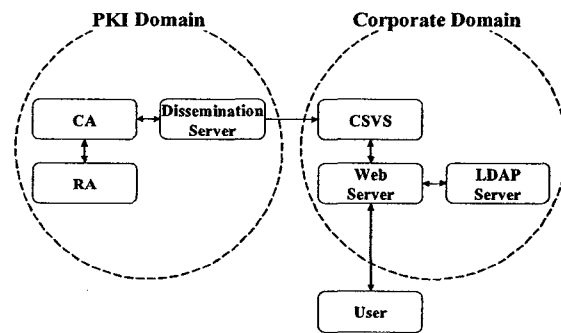 PKI Domain
Corporate Domain
CA
Dissemination
Server
CSVS
RA
Web
Server
LDAP
Server
User